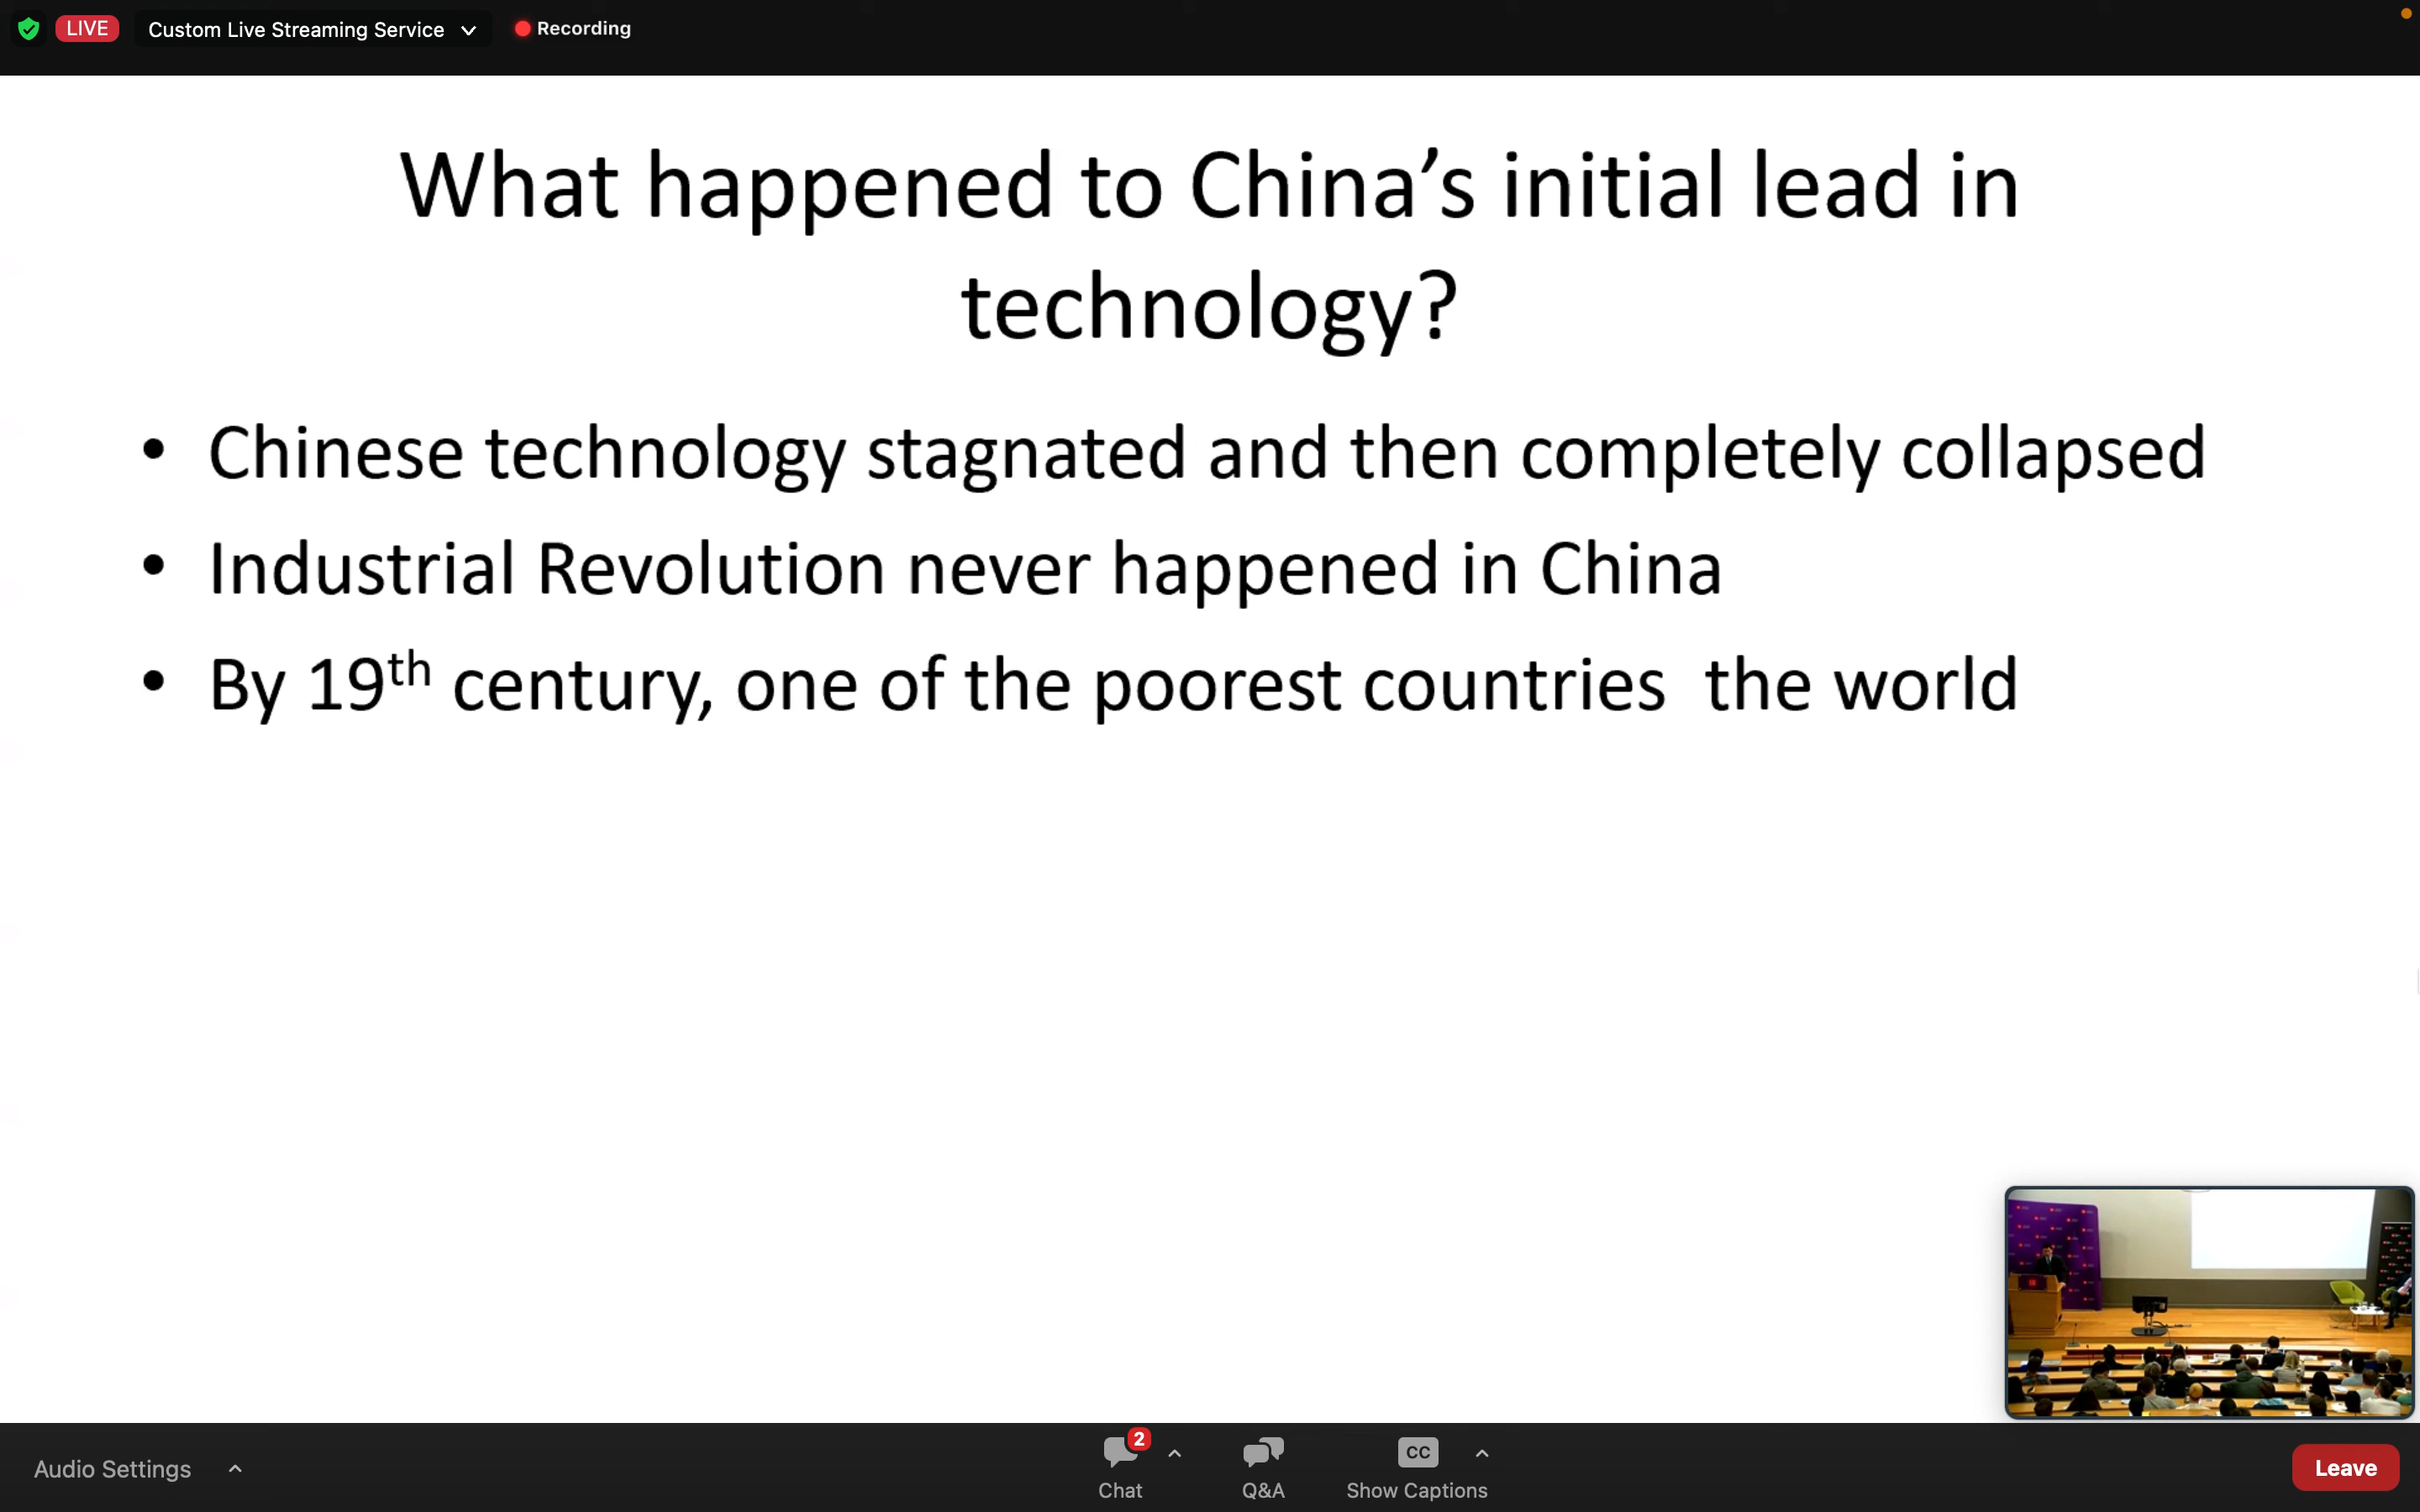 LIVE Custom Live Streaming Service Recording
What happened to China’s initial lead in
technology?
• Chinese technology stagnated and then completely collapsed
• Industrial Revolution never happened in China
• By 19th century, one of the poorest countries  the world
Audio Settings
2
CC
Chat Q&A Show Captions
Leave